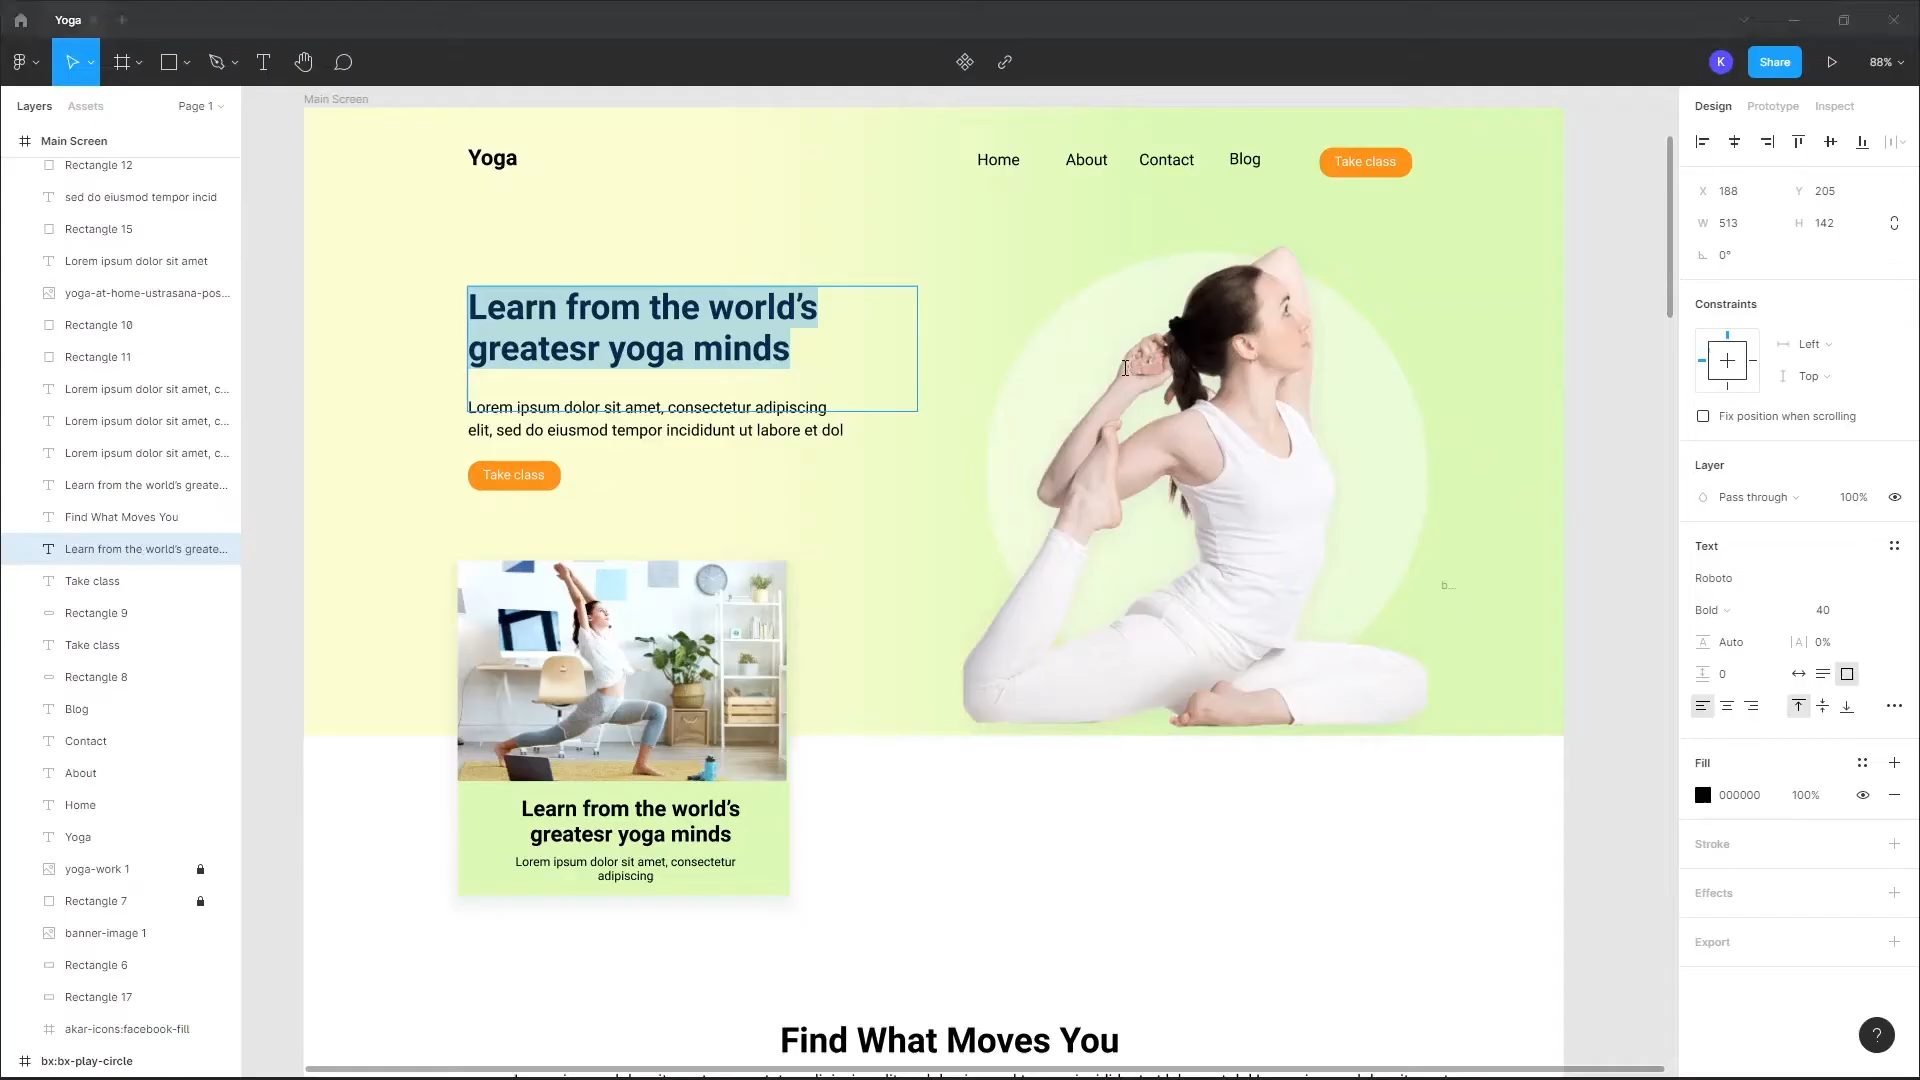 Yoga
K
Share
88%
Layers
Assets
Page 1
Main Screen
Rectangle 12
sed do eiusmod tempor incid
Rectangle 15
Lorem ipsum dolor sit amet
yoga-at-home-ustrasana-pos...
Rectangle 10
Rectangle 11
Lorem ipsum dolor sit amet, c...
Lorem ipsum dolor sit amet, c...
Lorem ipsum dolor sit amet, c...
Learn from the world’s greate...
Find What Moves You
Learn from the world’s greate...
Take class
Rectangle 9
Take class
Rectangle 8
Blog
Contact
About
Home
Yoga
yoga-work 1
Rectangle 7
banner-image 1
Rectangle 6
Rectangle 17
akar-icons:facebook-fill
bx:bx-play-circle
Main Screen
Yoga
Home
About
Contact
Blog
Take class
Learn from the world’s
greatesr yoga minds
Lorem ipsum dolor sit amet, consectetur adipiscing
elit, sed do eiusmod tempor incididunt ut labore et dol
Take class
b...
Learn from the world’s
greatesr yoga minds
Lorem ipsum dolor sit amet, consectetur
adipiscing
Find What Moves You
Design
Prototype
Inspect
X 188
Y 205
W 513
H 142
0°
Constraints
Left
Top
Fix position when scrolling
Layer
Pass through
100%
Text
Roboto
Bold
40
A Auto
|A| 0%
0
Fill
000000
100%
Stroke
Effects
Export
?